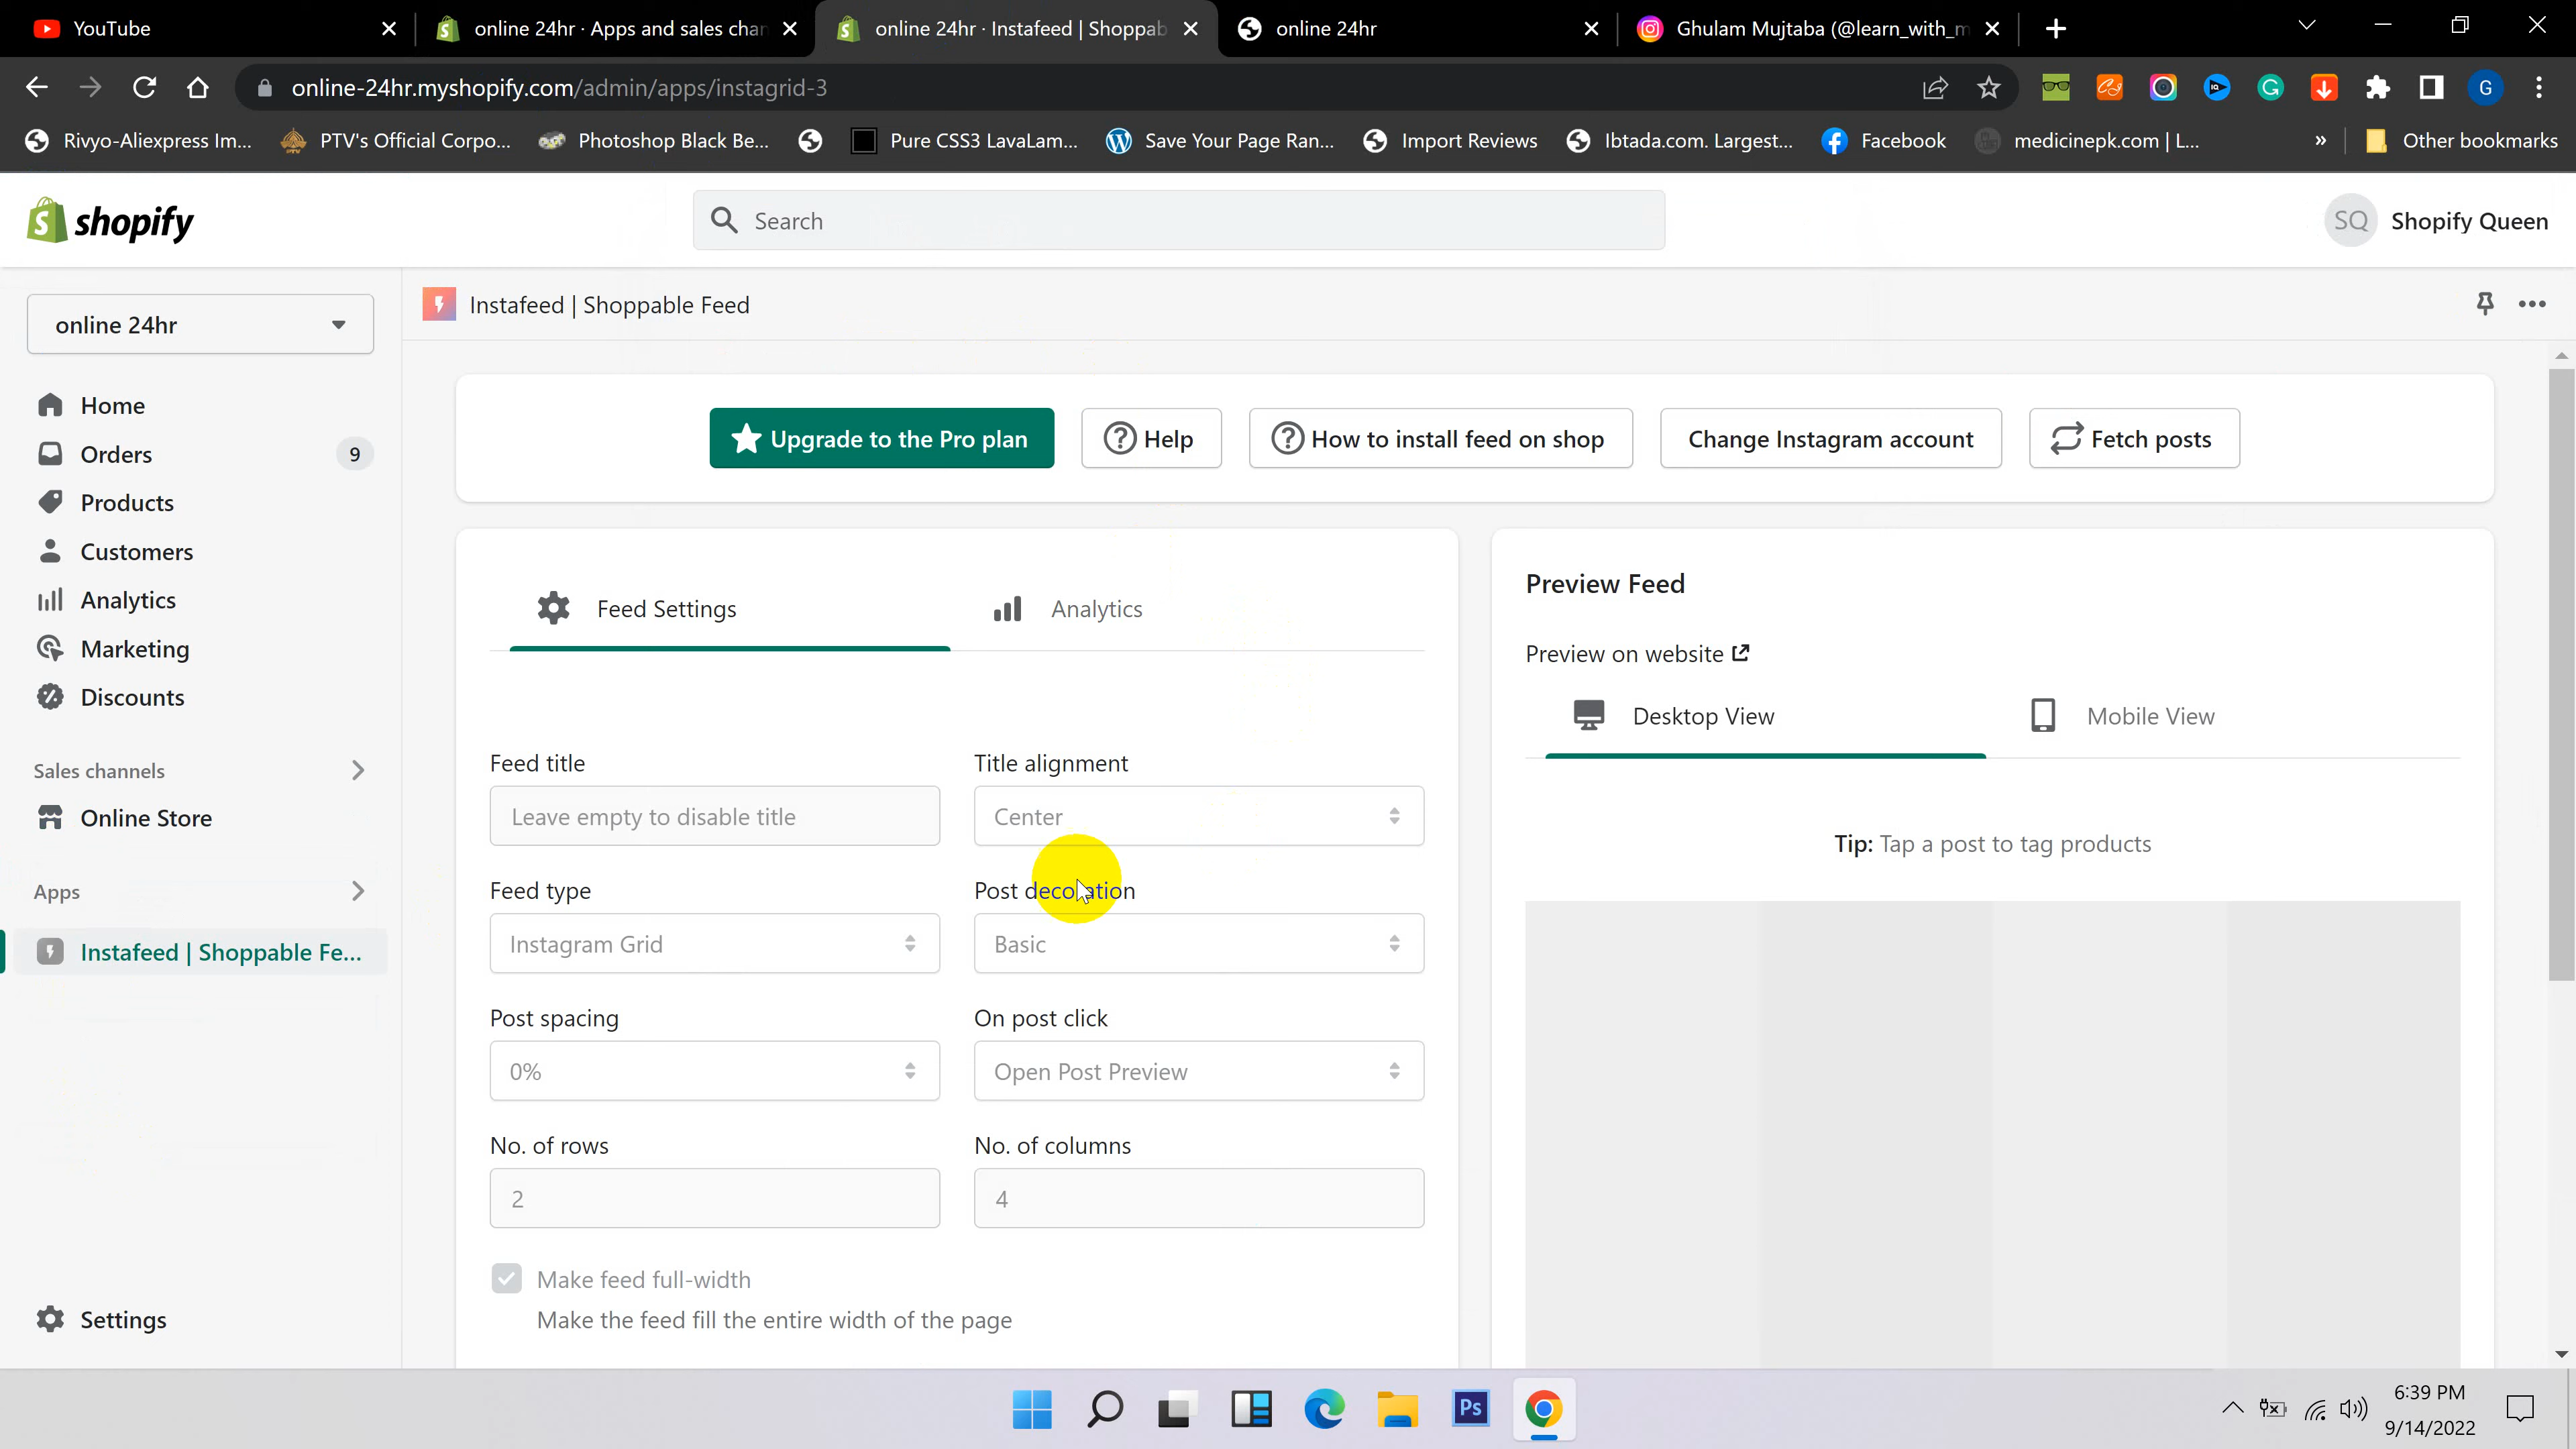 YouTube
online 24hr · Apps and sales chan
online 24hr · Instafeed | Shoppab
online 24hr
Ghulam Mujtaba (@learn_with_m
online-24hr.myshopify.com/admin/apps/instagrid-3
Rivyo-Aliexpress Im...
PTV's Official Corpo...
Photoshop Black Be...
Pure CSS3 LavaLam...
Save Your Page Ran...
Import Reviews
Ibtada.com. Largest...
Facebook
medicinepk.com | L...
Other bookmarks
shopify
Search
SQ
Shopify Queen
online 24hr
Instafeed | Shoppable Feed
Home
Orders
9
Products
Customers
Analytics
Marketing
Discounts
Sales channels
Online Store
Apps
Instafeed | Shoppable Fe...
Settings
Upgrade to the Pro plan
Help
How to install feed on shop
Change Instagram account
Fetch posts
Feed Settings
Analytics
Feed title
Title alignment
Leave empty to disable title
Center
Feed type
Post decoration
Instagram Grid
Basic
Post spacing
On post click
0%
Open Post Preview
No. of rows
No. of columns
2
4
Make feed full-width
Make the feed fill the entire width of the page
Preview Feed
Preview on website
Desktop View
Mobile View
Tip: Tap a post to tag products
Ps
6:39 PM
9/14/2022